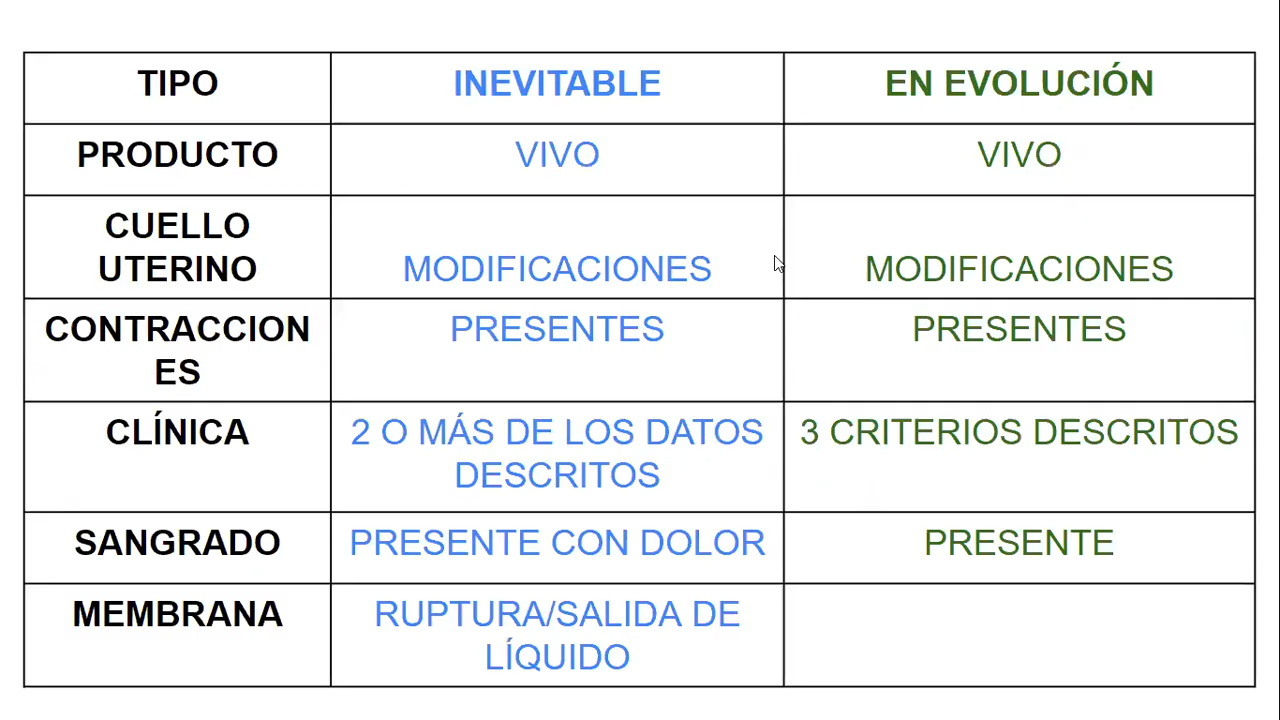 TIPO
INEVITABLE
EN EVOLUCIÓN
PRODUCTO
VIVO
VIVO
CUELLO
UTERINO
MODIFICACIONES
MODIFICACIONES
CONTRACCION
ES
PRESENTES
PRESENTES
CLÍNICA
2 O MÁS DE LOS DATOS
DESCRITOS
3 CRITERIOS DESCRITOS
SANGRADO
PRESENTE CON DOLOR
PRESENTE
MEMBRANA
RUPTURA/SALIDA DE
LÍQUIDO